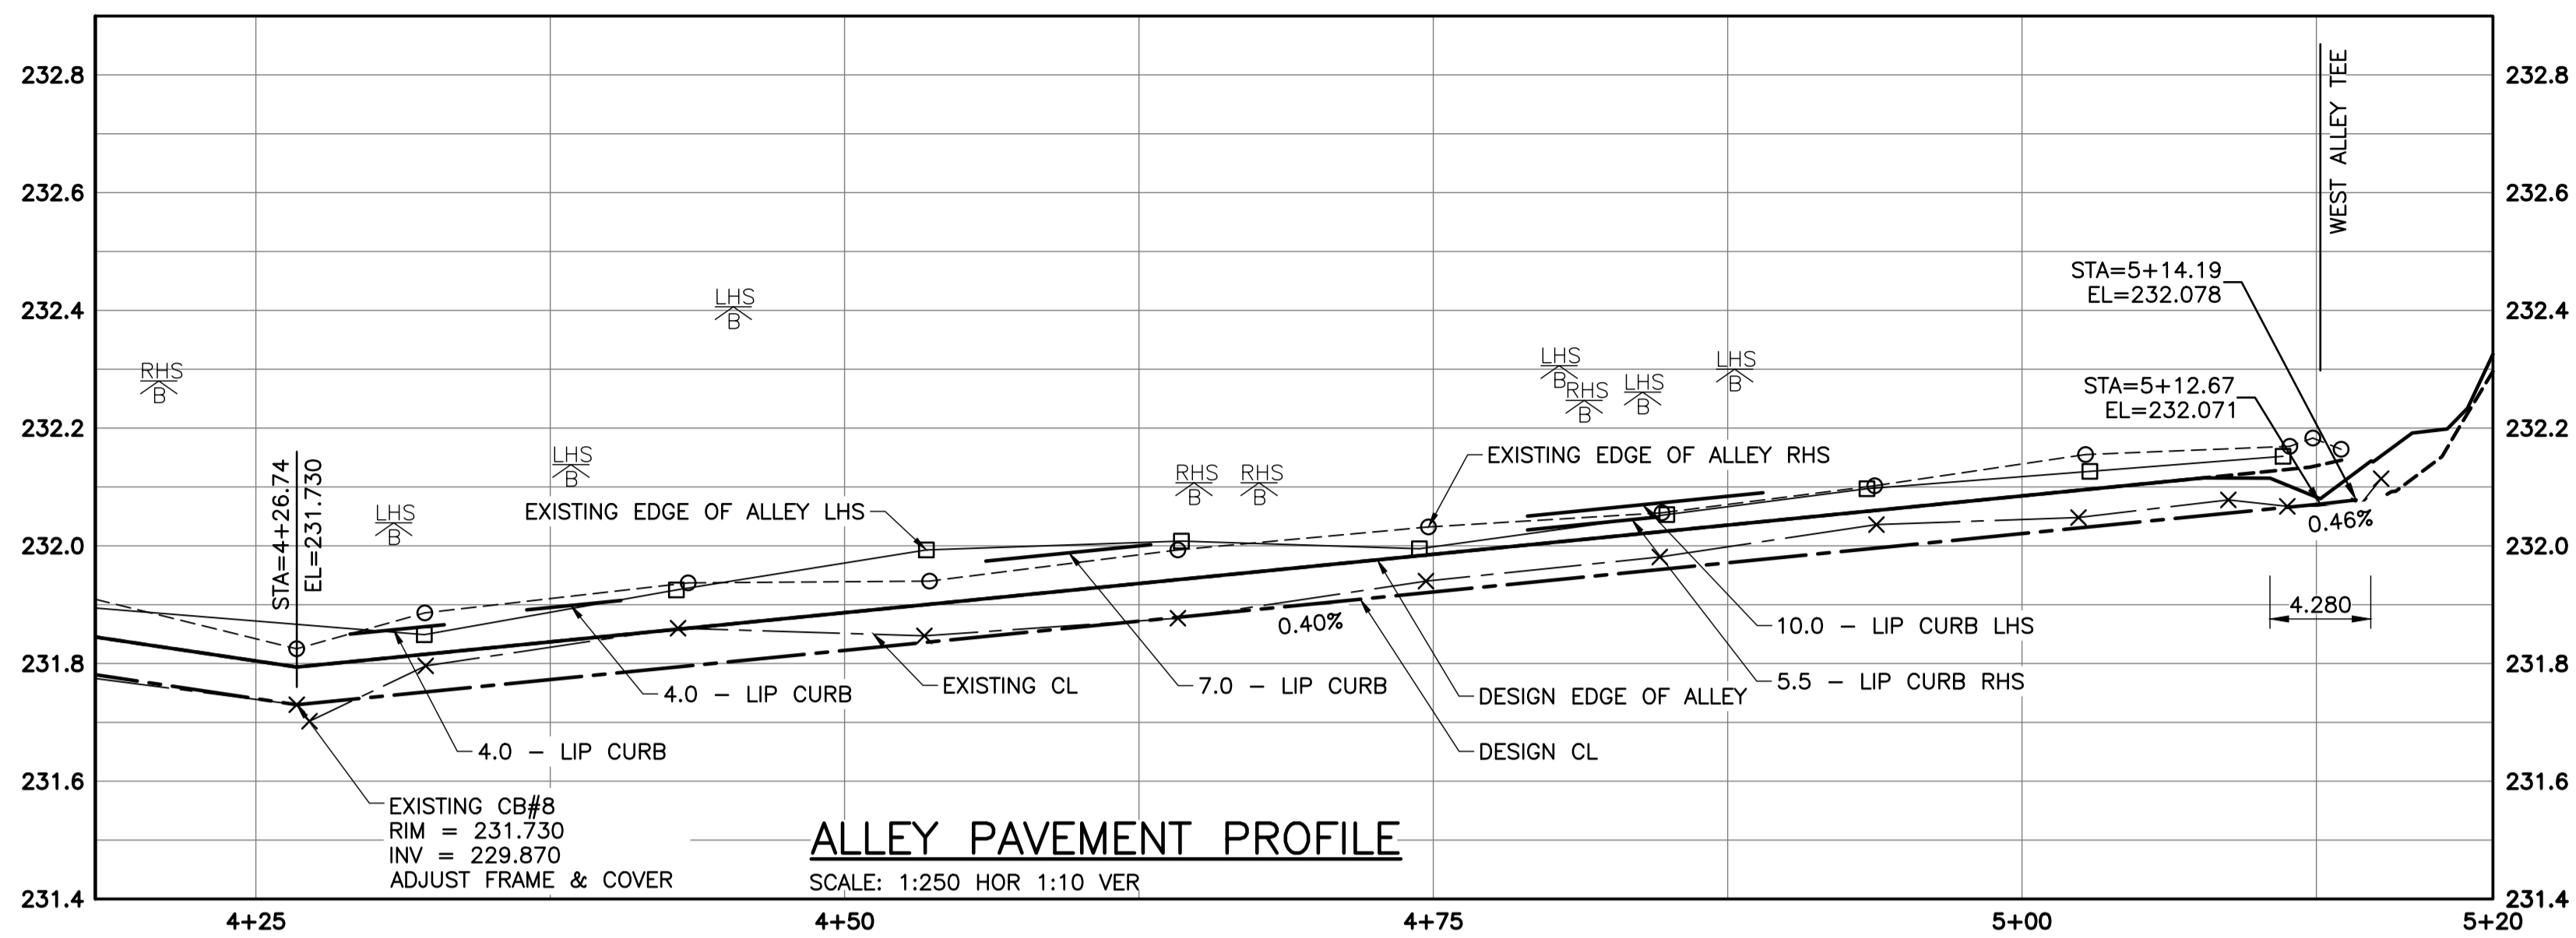 WEST ALLEY TEE
232.8
232.8
232.6
232.6
STA=5+14.19
EL=232.078
232.4
232.4
LHS
B
RHS
B
LHS
B
RHS
B
LHS
B
LHS
B
STA=5+12.67
EL=232.071
232.2
232.2
STA=4+26.74
EL=231.730
LHS
B
RHS
B
RHS
B
EXISTING EDGE OF ALLEY RHS
LHS
B
EXISTING EDGE OF ALLEY LHS
0.46%
232.0
232.0
4.280
0.40%
10.0 - LIP CURB LHS
231.8
231.8
4.0 - LIP CURB
EXISTING CL
7.0 - LIP CURB
DESIGN EDGE OF ALLEY
5.5 - LIP CURB RHS
4.0 - LIP CURB
DESIGN CL
231.6
231.6
EXISTING CB#8
RIM = 231.730
INV = 229.870
ADJUST FRAME & COVER
ALLEY PAVEMENT PROFILE
SCALE: 1:250 HOR 1:10 VER
231.4
231.4
4+25
4+50
4+75
5+00
5+20